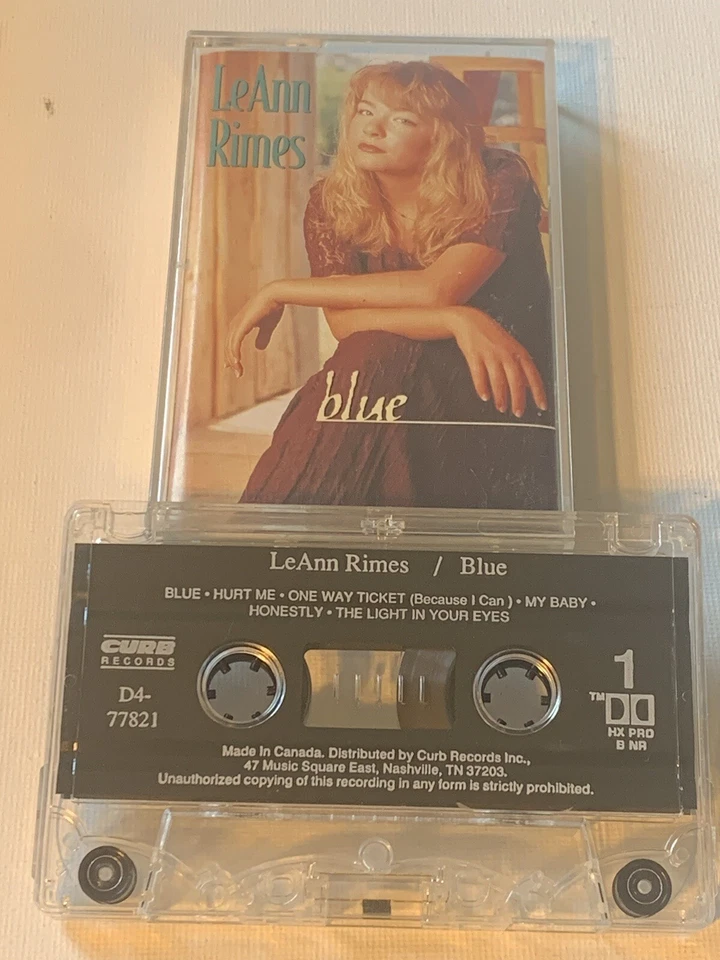 LeAnn
Rimes
blue
LeAnn Rimes / Blue
BLUE • HURT ME • ONE WAY TICKET (Because I Can ) • MY BABY •
HONESTLY • THE LIGHT IN YOUR EYES
CURB
RECORDS
D4-
77821
1
TM
HX PRO
B NR
Made In Canada. Distributed by Curb Records Inc.,
47 Music Square East, Nashville, TN 37203.
Unauthorized copying of this recording in any form is strictly prohibited.